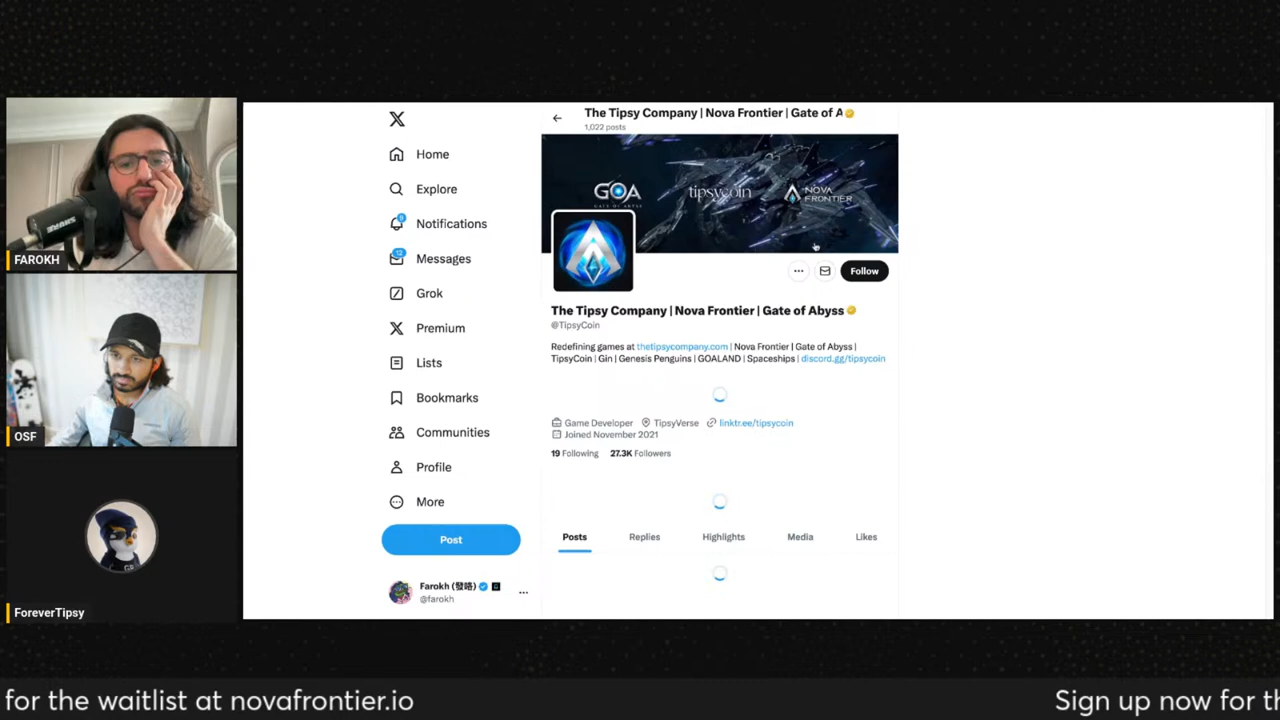 FAROKH
OSF
ForeverTipsy
Home
Explore
Notifications
Messages
Grok
Premium
Lists
Bookmarks
Communities
Profile
More
Post
Farokh (發略)
@farokh
The Tipsy Company | Nova Frontier | Gate of A
1,022 posts
GOA
GATE OF ABYSS
tipsycoin
NOVA
FRONTIER
Follow
The Tipsy Company | Nova Frontier | Gate of Abyss
@TipsyCoin
Redefining games at thetipsycompany.com | Nova Frontier | Gate of Abyss |
TipsyCoin | Gin | Genesis Penguins | GOALAND | Spaceships | discord.gg/tipsycoin
Game Developer TipsyVerse linktr.ee/tipsycoin
Joined November 2021
19 Following 27.3K Followers
Posts Replies Highlights Media Likes
for the waitlist at novafrontier.io Sign up now for th